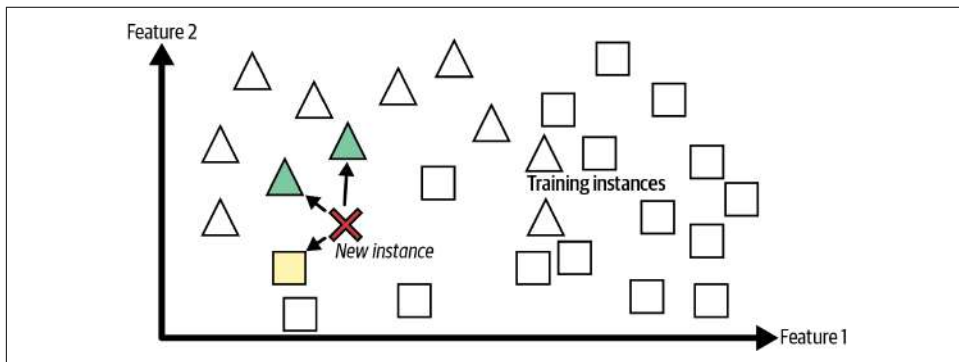 Feature 2
Training instances
New instance
Feature 1